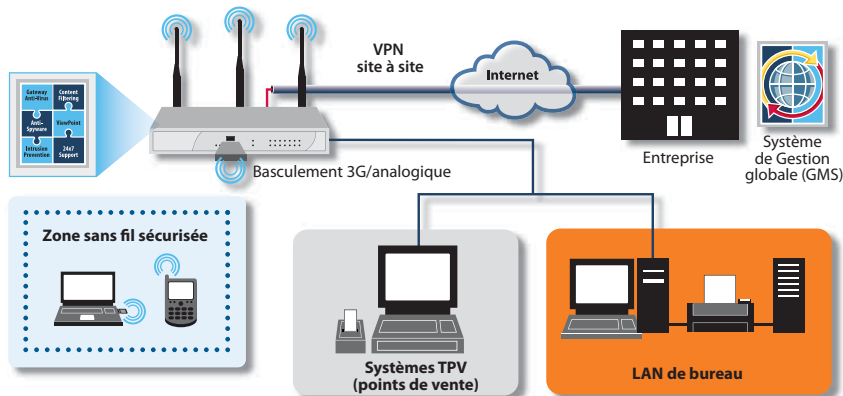 VPN
site à site
Internet
Gateway
Anti-Virus
Content
Filtering
Anti-
Spyware
ViewPoint
Intrusion
Prevention
24x7
Support
Basculement 3G/analogique
Entreprise
Système
de Gestion
globale (GMS)
Zone sans fil sécurisée
Systèmes TPV
(points de vente)
LAN de bureau